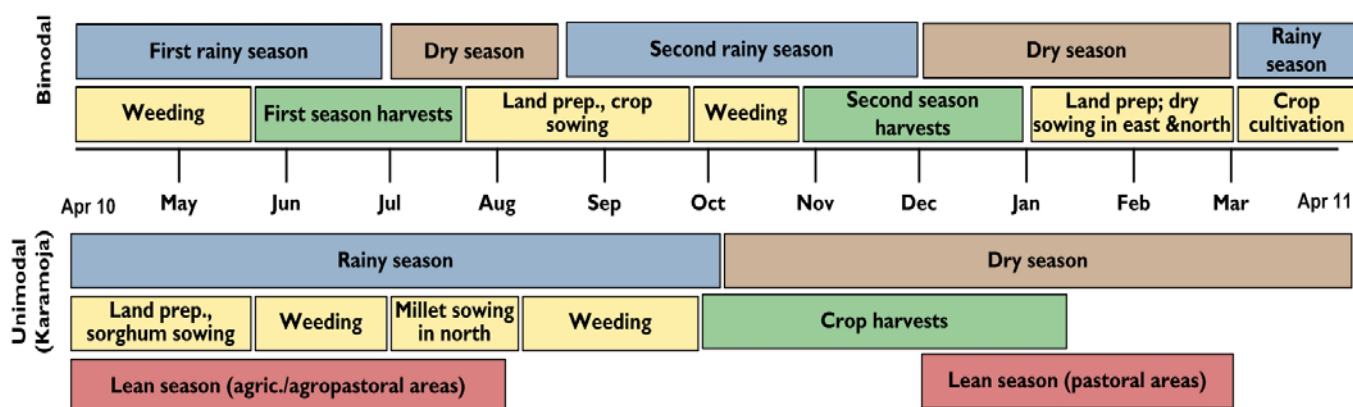 Bimodal
First rainy season
Dry season
Second rainy season
Dry season
Rainy
season
Weeding
First season harvests
Land prep., crop
sowing
Weeding
Second season
harvests
Land prep; dry
sowing in east &north
Crop
cultivation
Apr 10 May Jun Jul Aug Sep Oct Nov Dec Jan Feb Mar Apr 11
Unimodal
(Karamoja)
Rainy season
Dry season
Land prep.,
sorghum sowing
Weeding
Millet sowing
in north
Weeding
Crop harvests
Lean season (agric./agropastoral areas)
Lean season (pastoral areas)